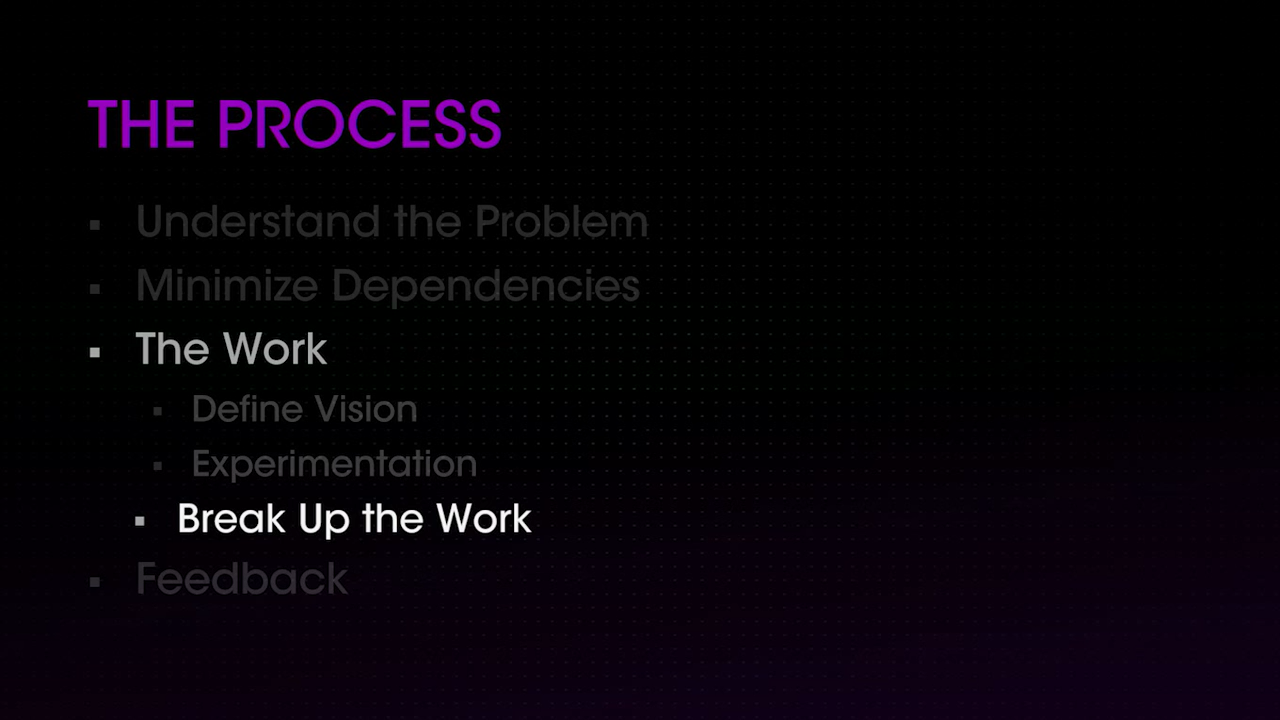 THE PROCESS
▪ Understand the Problem
▪ Minimize Dependencies
▪ The Work
▪ Define Vision
▪ Experimentation
▪ Break Up the Work
▪ Feedback